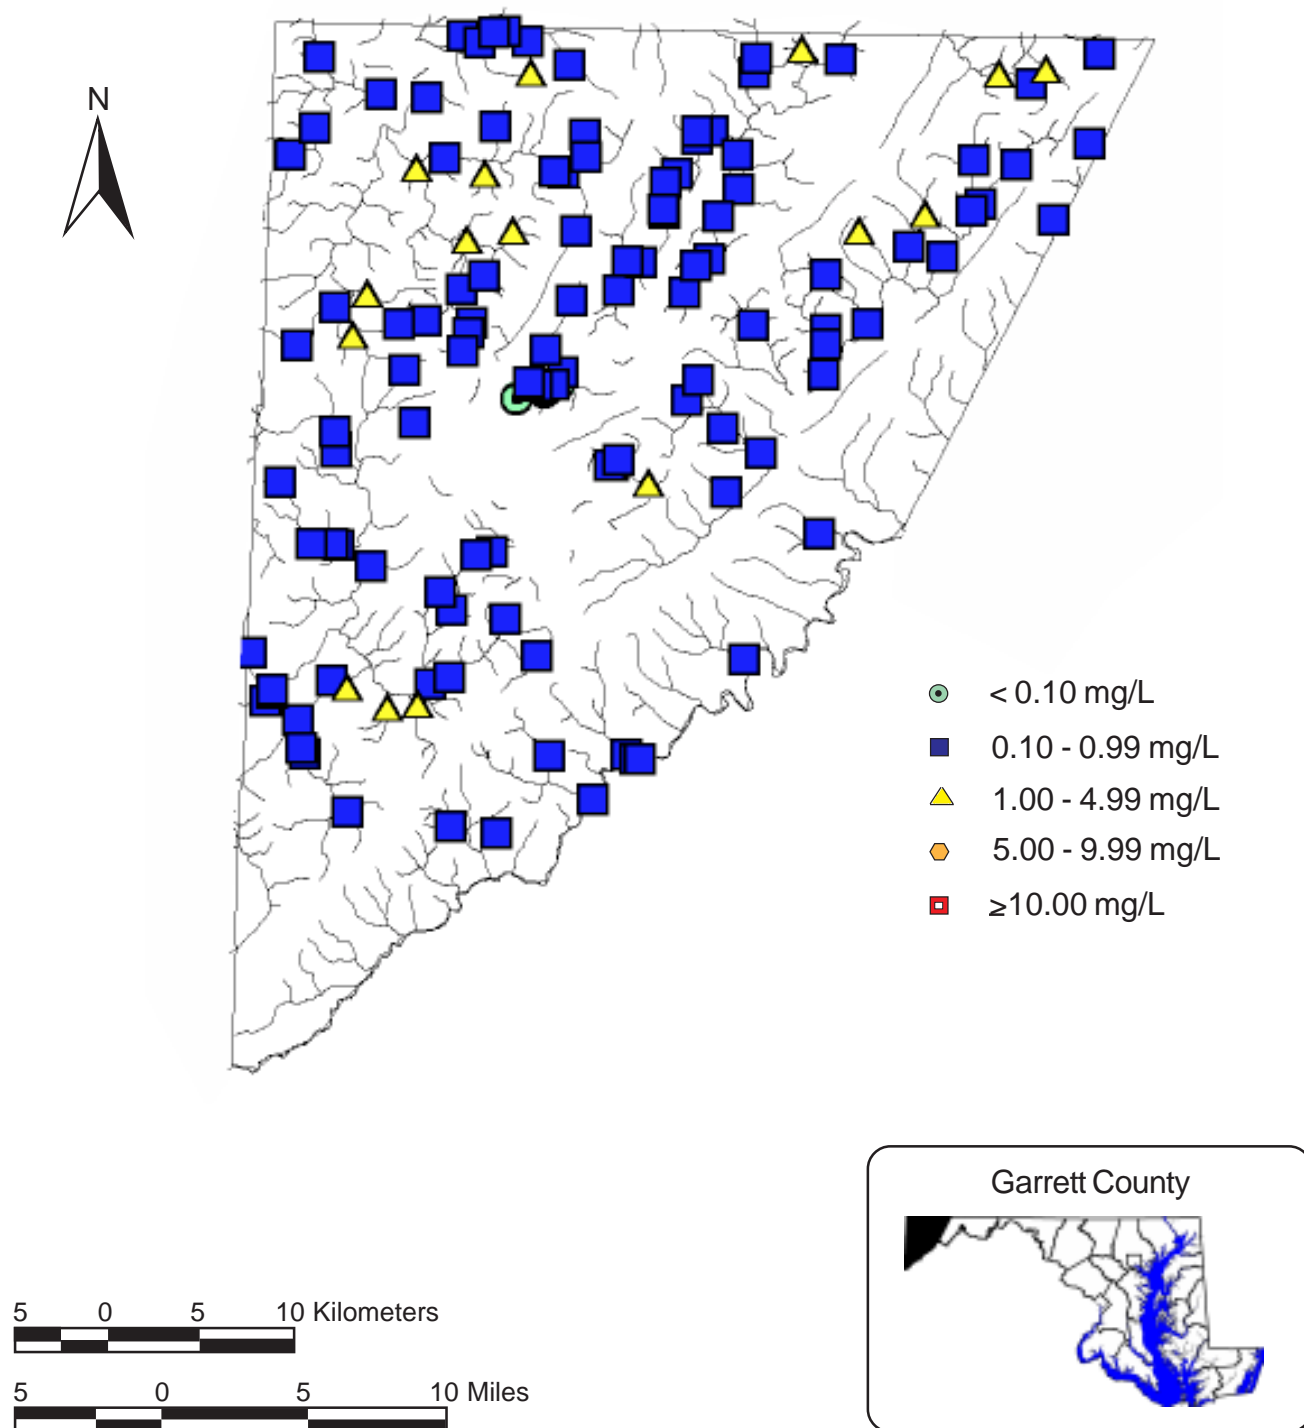 N
< 0.10 mg/L
0.10 - 0.99 mg/L
1.00 - 4.99 mg/L
5.00 - 9.99 mg/L
≥10.00 mg/L
Garrett County
5 0 5 10 Kilometers
5 0 5 10 Miles